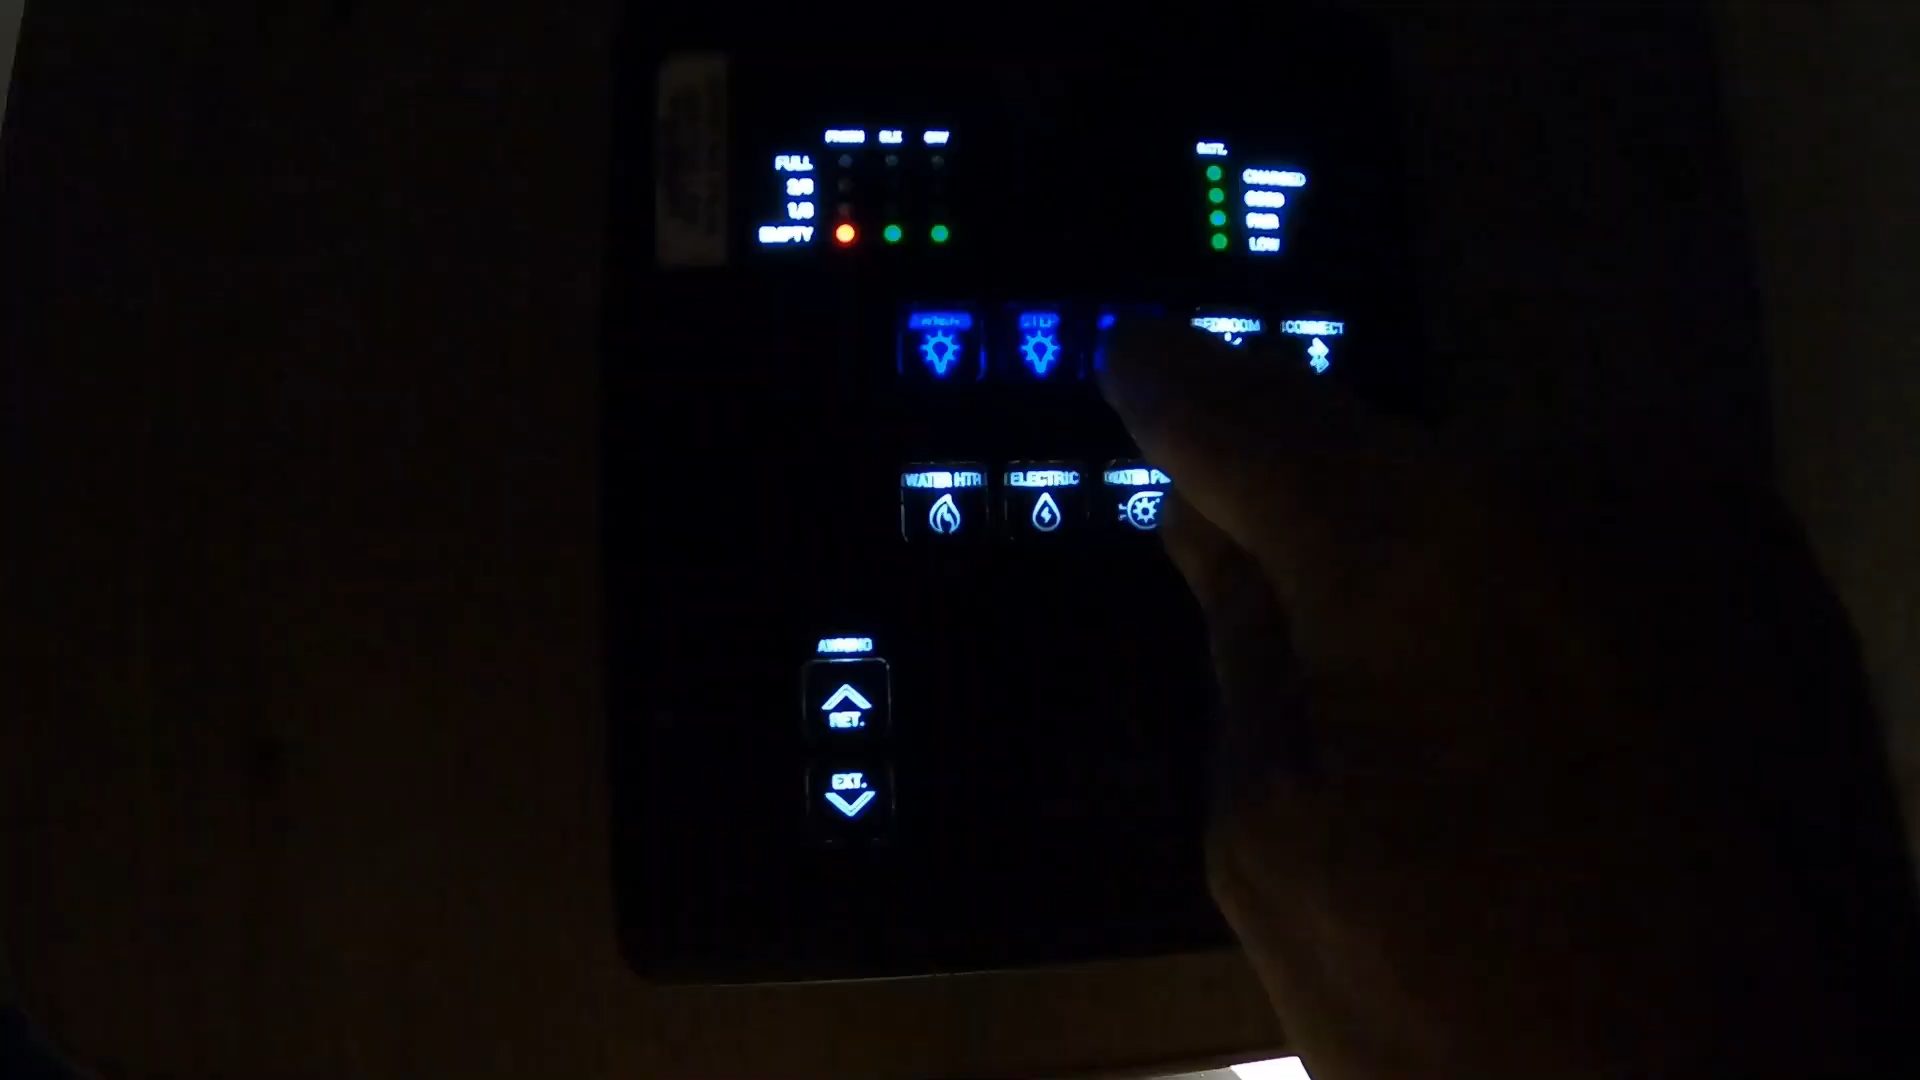 FRESH BLK GRY
FULL
2/3
1/3
EMPTY
BATT.
CHARGED
GOOD
FAIR
LOW
STEP
BEDROOM
CONNECT
WATER HTR
ELECTRIC
WATER
AWNING
RET.
EXT.